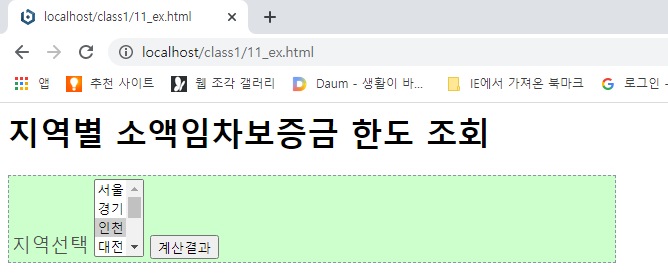 localhost/class1/11_ex.html
localhost/class1/11_ex.html
앱 추천 사이트 웹 조각 갤러리 Daum - 생활이 바... IE에서 가져온 북마크 로그인 -
지역별 소액임차보증금 한도 조회
서울
경기
인천
지역선택 대전 계산결과